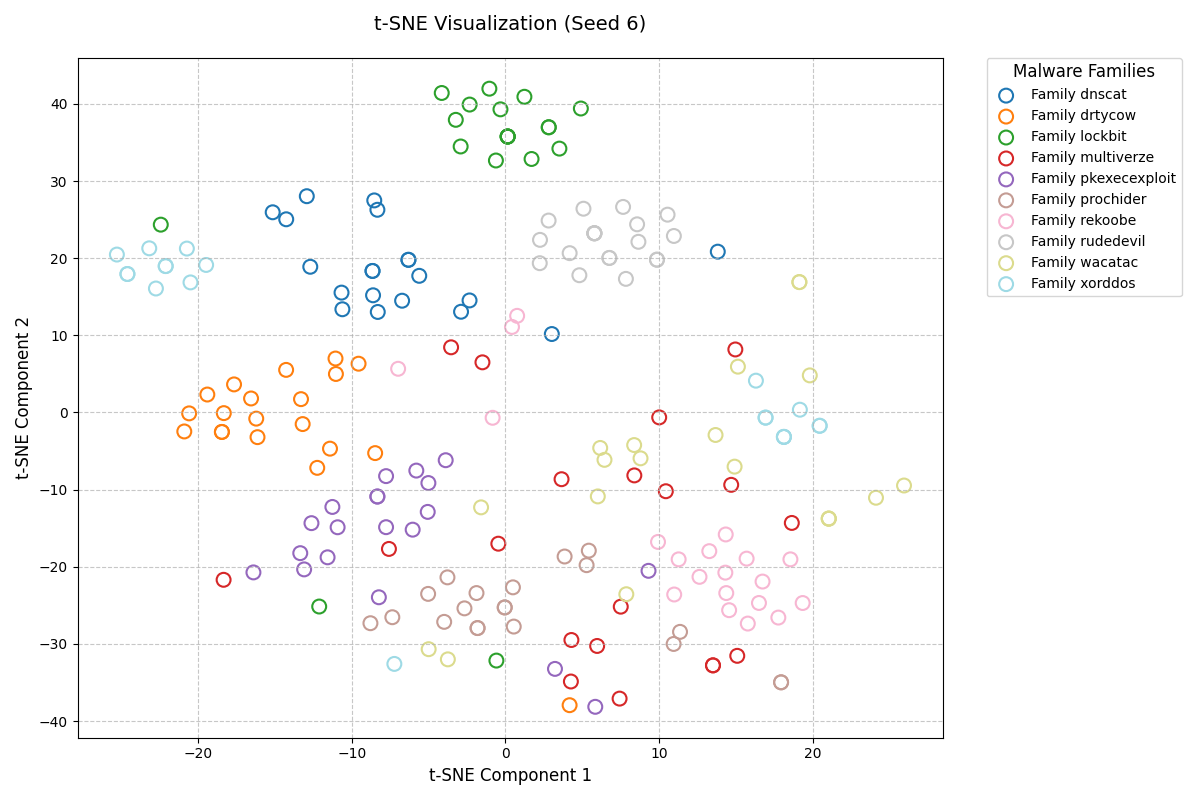 t-SNE Visualization (Seed 6)
Malware Families
Family dnscat
Family drtycow
Family lockbit
Family multiverze
Family pkexecexploit
Family prochider
Family rekoobe
Family rudedevil
Family wacatac
Family xorddos
t-SNE Component 2
40
30
20
10
0
−10
−20
−30
−40
−20
−10
0
10
20
t-SNE Component 1